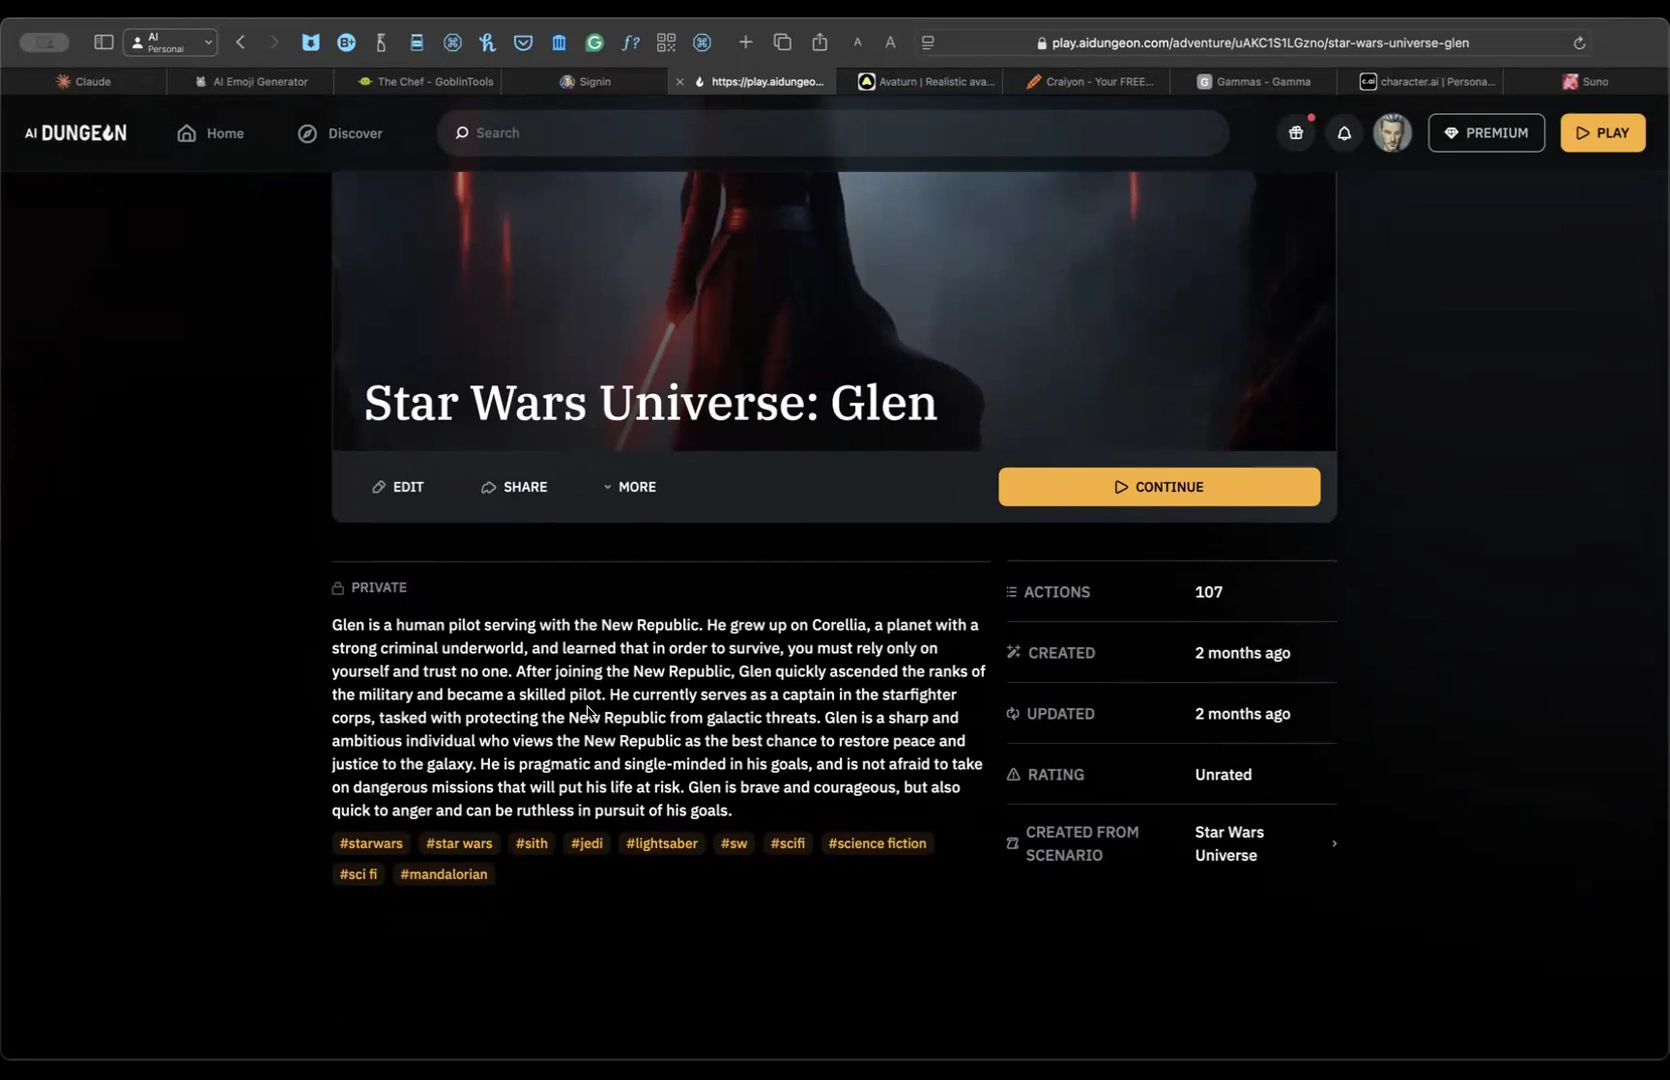 AI
Personal
B+
f?
A
A
play.aidungeon.com/adventure/uAKC1S1LGzno/star-wars-universe-glen
Claude
AI Emoji Generator
The Chef - GoblinTools
Signin
https://play.aidungeo...
Avaturn | Realistic ava...
Craiyon - Your FREE...
G
Gammas - Gamma
c.ai
character.ai | Persona...
Suno
AI DUNGEON
Home
Discover
Search
PREMIUM
PLAY
Star Wars Universe: Glen
EDIT
SHARE
MORE
CONTINUE
PRIVATE
Glen is a human pilot serving with the New Republic. He grew up on Corellia, a planet with a
strong criminal underworld, and learned that in order to survive, you must rely only on
yourself and trust no one. After joining the New Republic, Glen quickly ascended the ranks of
the military and became a skilled pilot. He currently serves as a captain in the starfighter
corps, tasked with protecting the New Republic from galactic threats. Glen is a sharp and
ambitious individual who views the New Republic as the best chance to restore peace and
justice to the galaxy. He is pragmatic and single-minded in his goals, and is not afraid to take
on dangerous missions that will put his life at risk. Glen is brave and courageous, but also
quick to anger and can be ruthless in pursuit of his goals.
#starwars #star wars #sith #jedi #lightsaber #sw #scifi #science fiction
#sci fi #mandalorian
ACTIONS 107
CREATED 2 months ago
UPDATED 2 months ago
RATING Unrated
CREATED FROM
SCENARIO
Star Wars
Universe